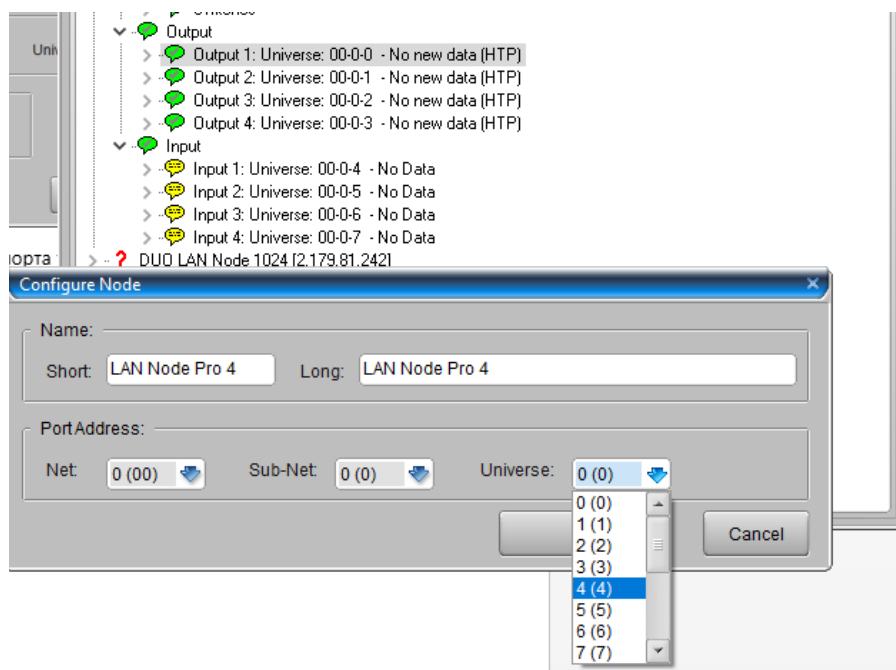 Output
Univ
Output 1: Universe: 00-0-0 - No new data (HTP)
Output 2: Universe: 00-0-1 - No new data (HTP)
Output 3: Universe: 00-0-2 - No new data (HTP)
Output 4: Universe: 00-0-3 - No new data (HTP)
Input
Input 1: Universe: 00-0-4 - No Data
Input 2: Universe: 00-0-5 - No Data
Input 3: Universe: 00-0-6 - No Data
Input 4: Universe: 00-0-7 - No Data
порта
? DUO LAN Node 1024 [2.179.81.242]
Configure Node
Name:
Short: LAN Node Pro 4 Long: LAN Node Pro 4
Port Address:
Net: 0 (00) Sub-Net: 0 (0) Universe: 0 (0)
0 (0)
1 (1)
2 (2)
3 (3)
4 (4)
5 (5)
6 (6)
7 (7)
Cancel